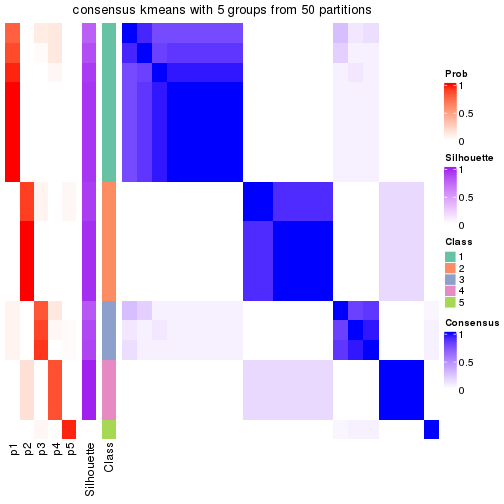 consensus kmeans with 5 groups from 50 partitions
Prob
1
0.5
0
Silhouette
1
0.5
0
Class
1
2
3
4
5
Consensus
1
0.5
0
p1
p2
p3
p4
p5
Silhouette
Class